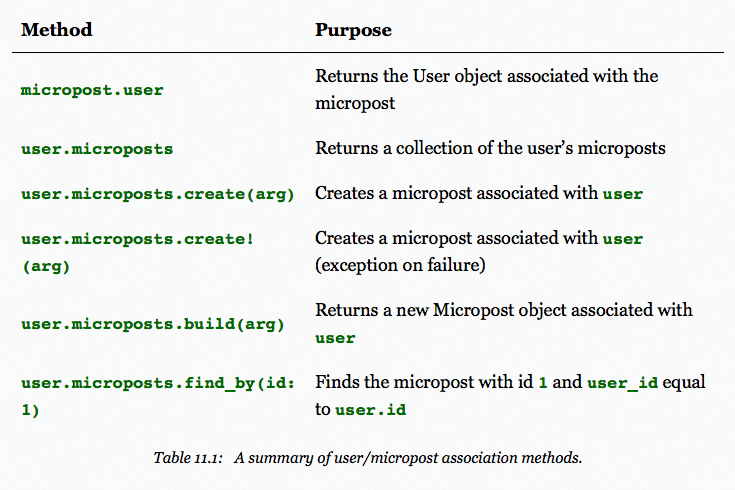 Method Purpose
micropost.user Returns the User object associated with the
micropost
user.microposts Returns a collection of the user’s microposts
user.microposts.create(arg) Creates a micropost associated with user
user.microposts.create! Creates a micropost associated with user
(arg) (exception on failure)
user.microposts.build(arg) Returns a new Micropost object associated with
user
user.microposts.find_by(id: Finds the micropost with id 1 and user_id equal
1) to user.id
Table 11.1: A summary of user/micropost association methods.